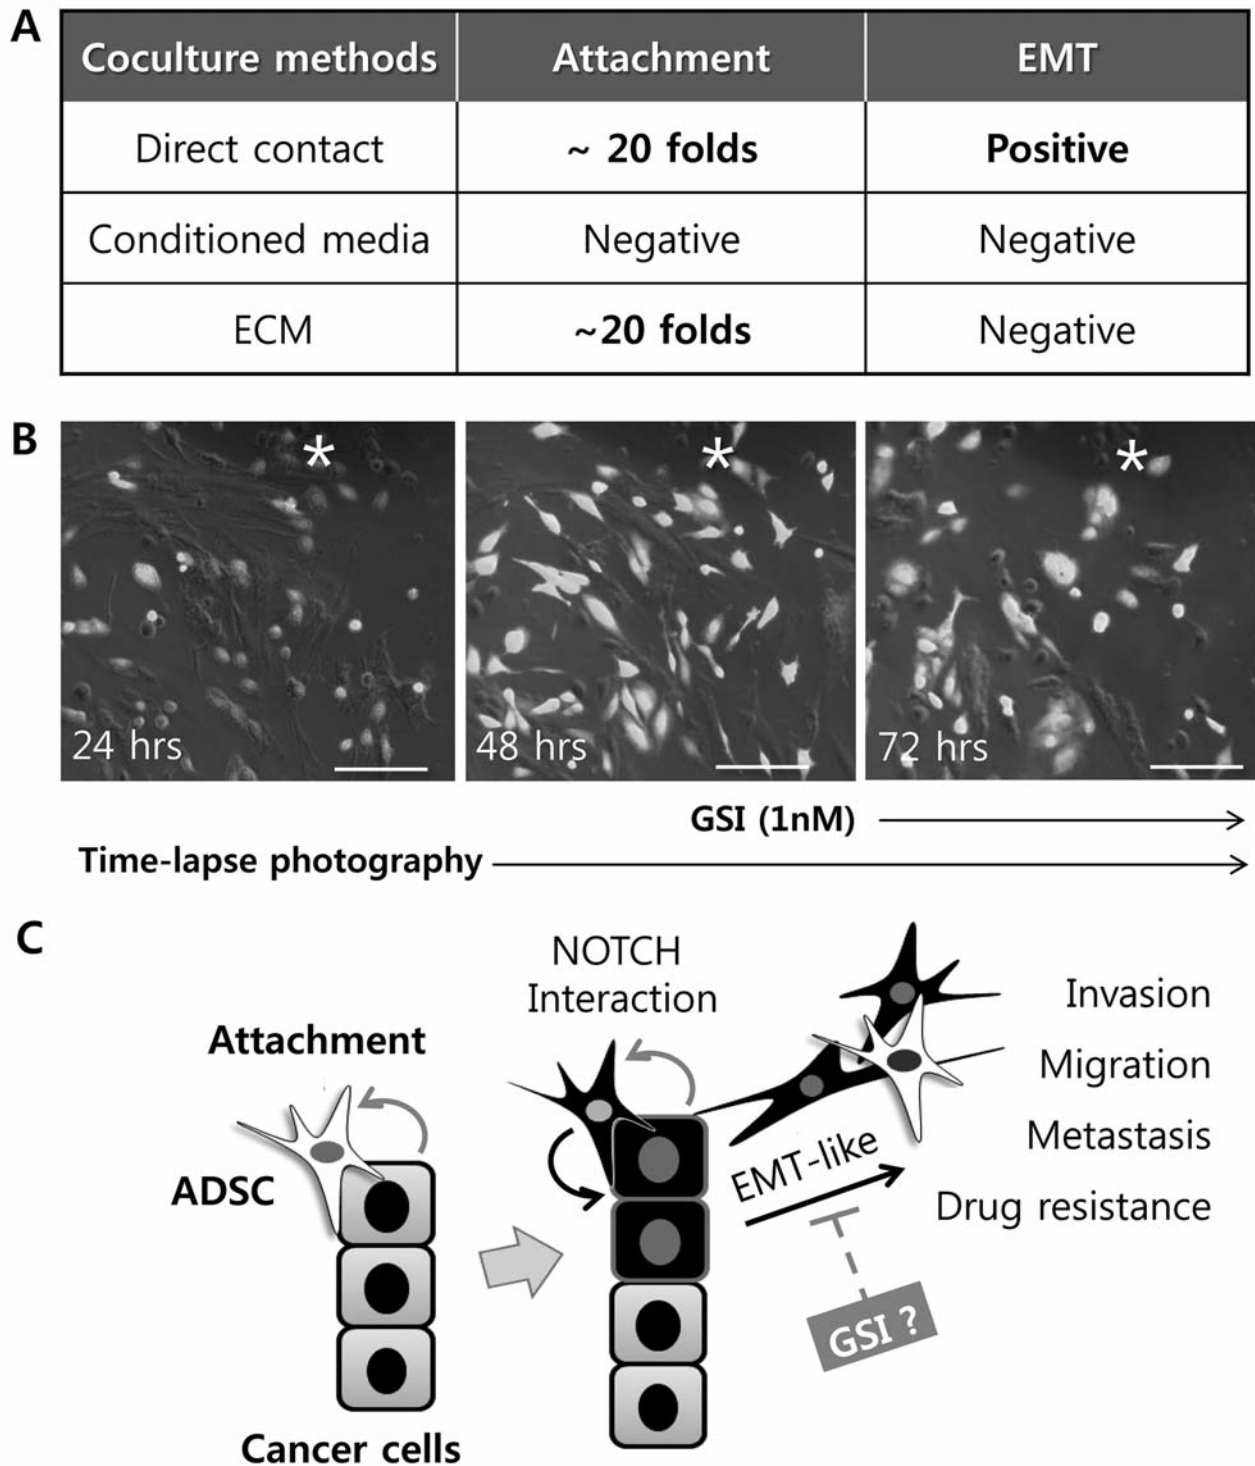 A
Coculture methods Attachment EMT
Direct contact ~ 20 folds Positive
Conditioned media Negative Negative
ECM ~20 folds Negative
B
* * *
24 hrs 48 hrs 72 hrs
GSI (1nM)
Time-lapse photography
C
NOTCH
Interaction
Attachment
ADSC
Cancer cells
EMT-like
GSI ?
Invasion
Migration
Metastasis
Drug resistance